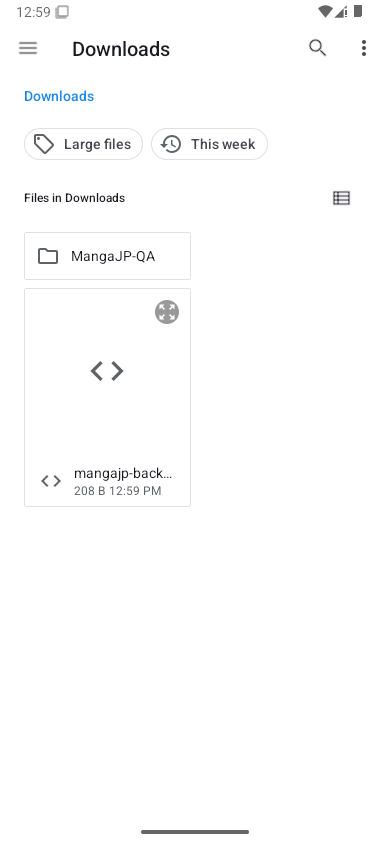 12:59
Downloads
Downloads
Large files
This week
Files in Downloads
MangaJP-QA
mangajp-back…
208 B 12:59 PM